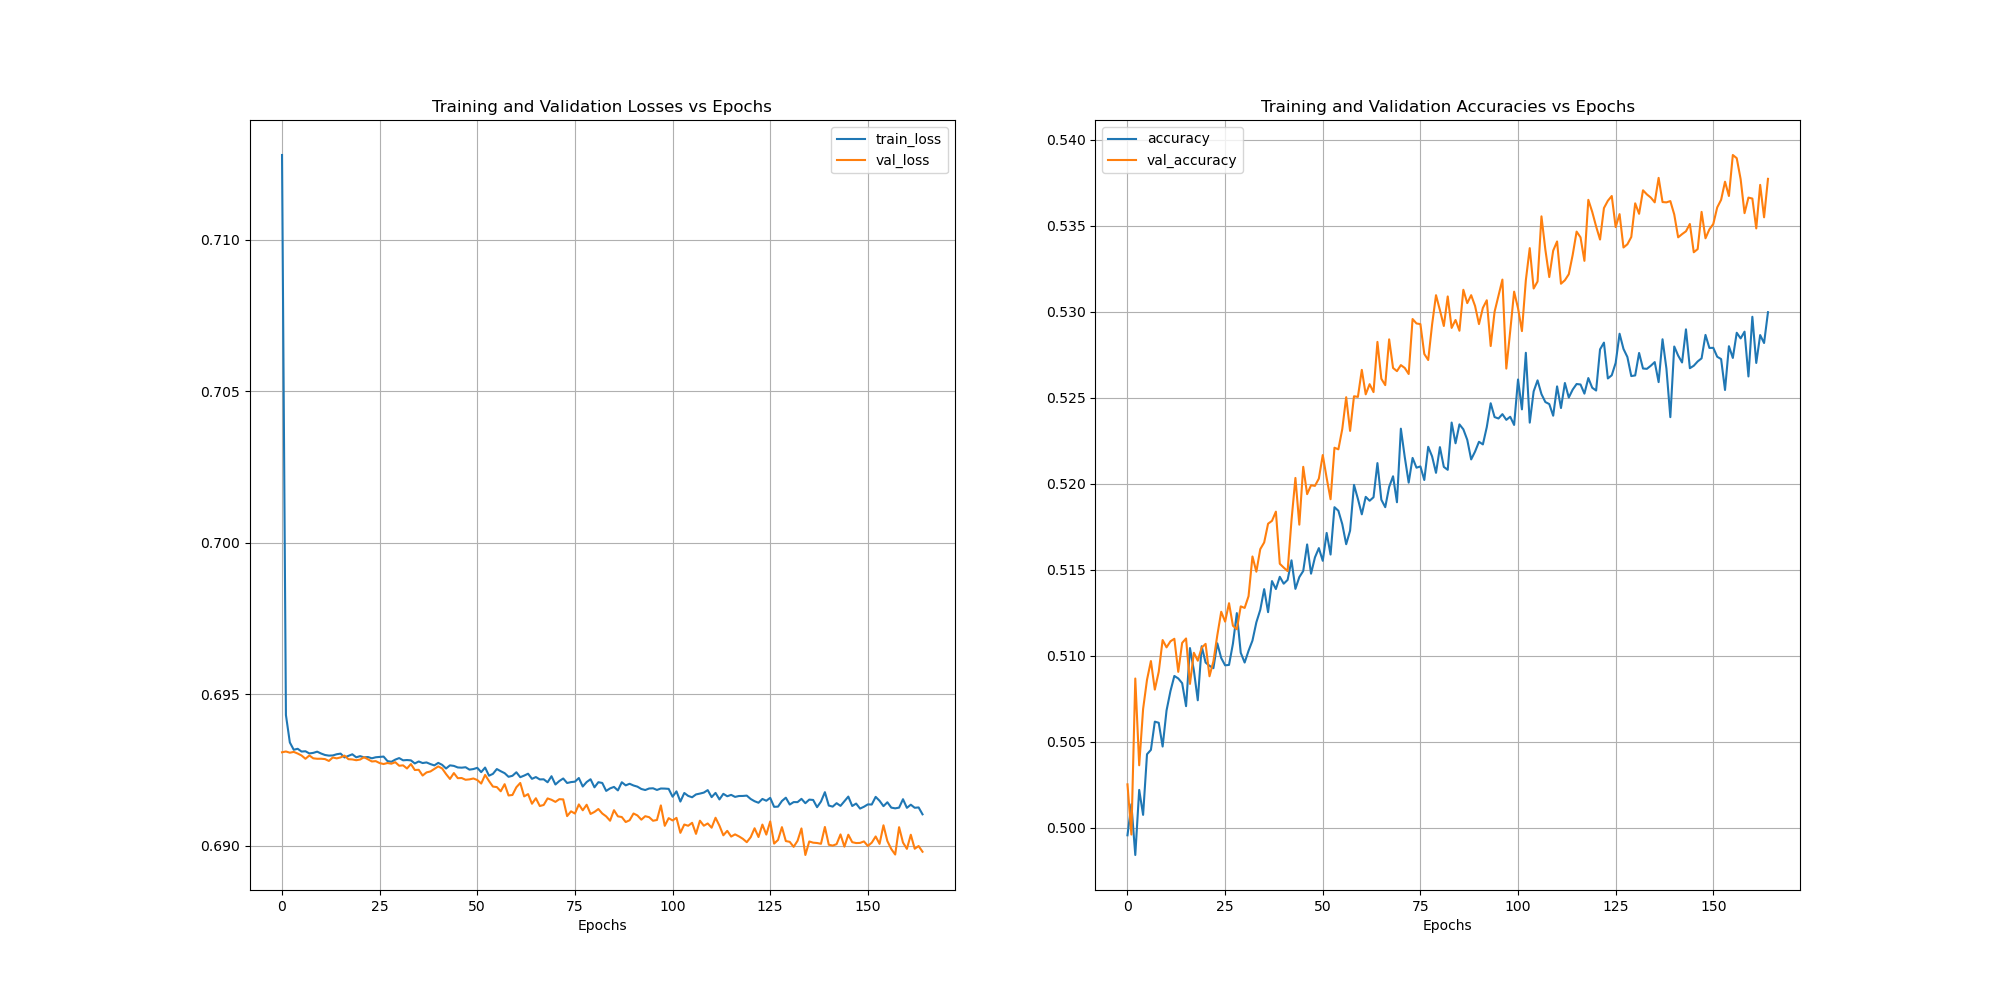 Training and Validation Losses vs Epochs
train_loss
val_loss
0.710
0.705
0.700
0.695
0.690
0 25 50 75 100 125 150
Epochs
Training and Validation Accuracies vs Epochs
accuracy
val_accuracy
0.540
0.535
0.530
0.525
0.520
0.515
0.510
0.505
0.500
0 25 50 75 100 125 150
Epochs